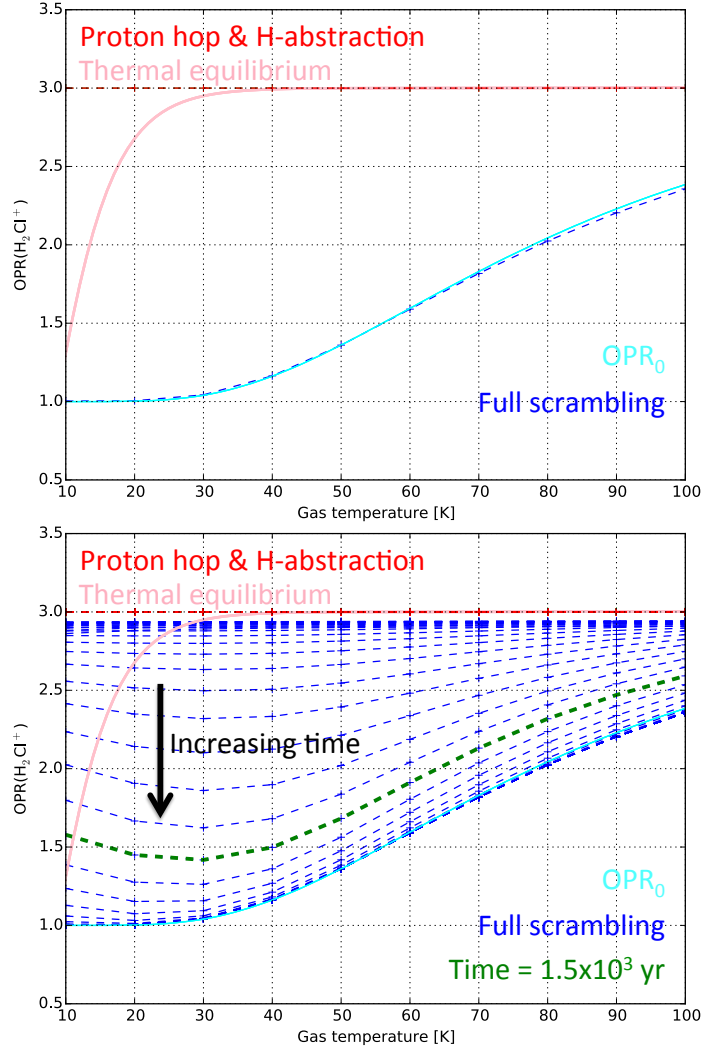 Proton hop & H-abstraction
Thermal equilibrium
3.5
3.0
2.5
2.0
1.5
1.0
0.5
OPR(H₂Cl⁺)
OPR₀
Full scrambling
10 20 30 40 50 60 70 80 90 100
Gas temperature [K]
Proton hop & H-abstraction
Thermal equilibrium
3.5
3.0
2.5
2.0
1.5
1.0
0.5
OPR(H₂Cl⁺)
Increasing time
OPR₀
Full scrambling
Time = 1.5x10³ yr
10 20 30 40 50 60 70 80 90 100
Gas temperature [K]